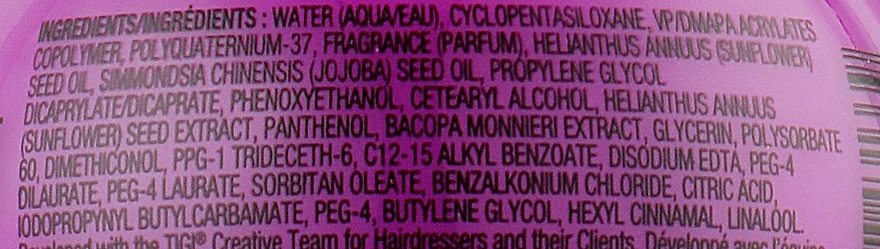 INGREDIENTS/INGRÉDIENTS : WATER (AQUA/EAU), CYCLOPENTASILOXANE, VP/DMAPA ACRYLATES
COPOLYMER, POLYQUATERNIUM-37, FRAGRANCE (PARFUM), HELIANTHUS ANNUUS (SUNFLOWER)
SEED OIL, SIMMONDSIA CHINENSIS (JOJOBA) SEED OIL, PROPYLENE GLYCOL
DICAPRYLATE/DICAPRATE, PHENOXYETHANOL, CETEARYL ALCOHOL, HELIANTHUS ANNUUS
(SUNFLOWER) SEED EXTRACT, PANTHENOL, BACOPA MONNIERI EXTRACT, GLYCERIN, POLYSORBATE
60, DIMETHICONOL, PPG-1 TRIDECETH-6, C12-15 ALKYL BENZOATE, DISODIUM EDTA, PEG-4
DILAURATE, PEG-4 LAURATE, SORBITAN OLEATE, BENZALKONIUM CHLORIDE, CITRIC ACID,
IODOPROPYNYL BUTYLCARBAMATE, PEG-4, BUTYLENE GLYCOL, HEXYL CINNAMAL, LINALOOL.
Developed with the TIGI® Creative Team for Hairdressers and their Clients. Développé avec l'équipe